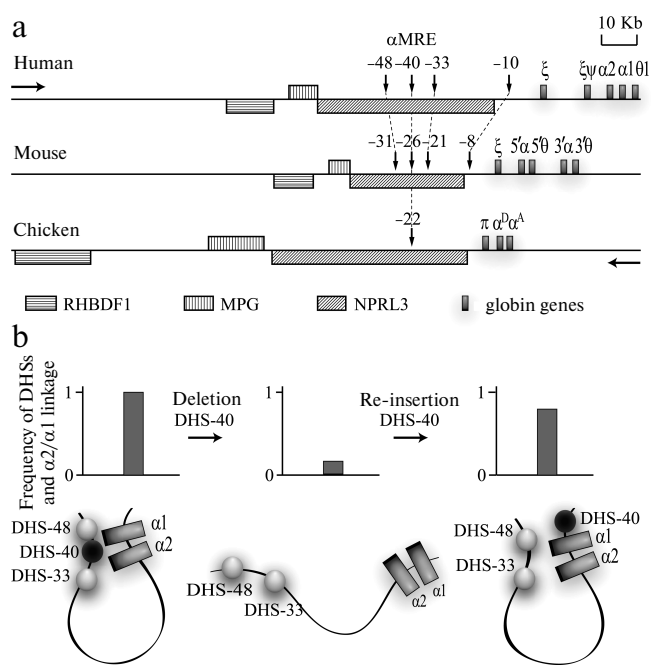 a
10 Kb
αMRE
Human
−48 −40 −33 −10
ξ ξ ψ α2 α1 θ1
Mouse
−31 −26 −21 −8
ξ 5′α 5′θ 3′α 3′θ
Chicken
−22
π αᴰ αᴬ
RHBDF1 MPG NPRL3 globin genes
b
Frequency of DHSs
and α2/α1 linkage
1
0
Deletion
DHS-40
1
0
Re-insertion
DHS-40
1
0
DHS-48
DHS-40
DHS-33
α1
α2
DHS-48
DHS-33
α2
α1
DHS-40
DHS-48
DHS-33
α1
α2